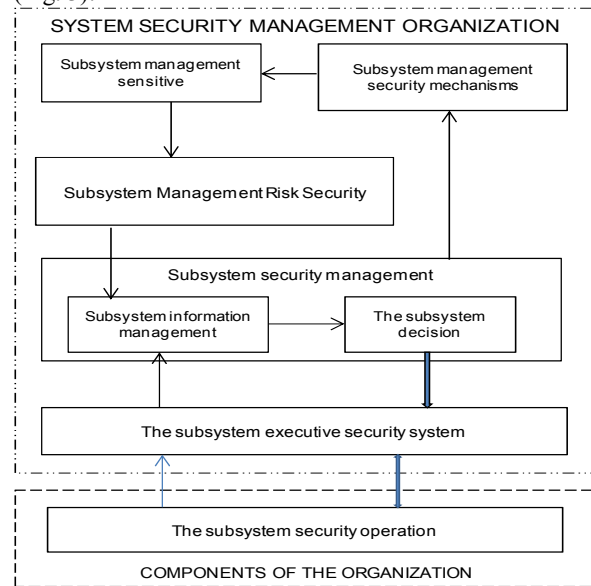 (Fig.
SYSTEM SECURITY MANAGEMENT ORGANIZATION
Subsystem management
sensitive
Subsystem management
security mechanisms
Subsystem Management Risk Security
Subsystem security management
Subsystem information
management
The subsystem
decision
The subsystem executive security system
The subsystem security operation
COMPONENTS OF THE ORGANIZATION